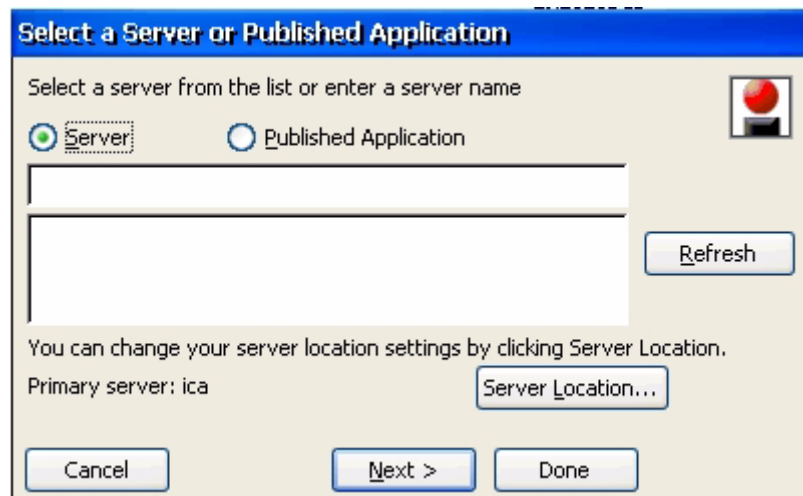 Select a Server or Published Application
Select a server from the list or enter a server name
Server Published Application
Refresh
You can change your server location settings by clicking Server Location.
Primary server: ica Server Location...
Cancel Next > Done